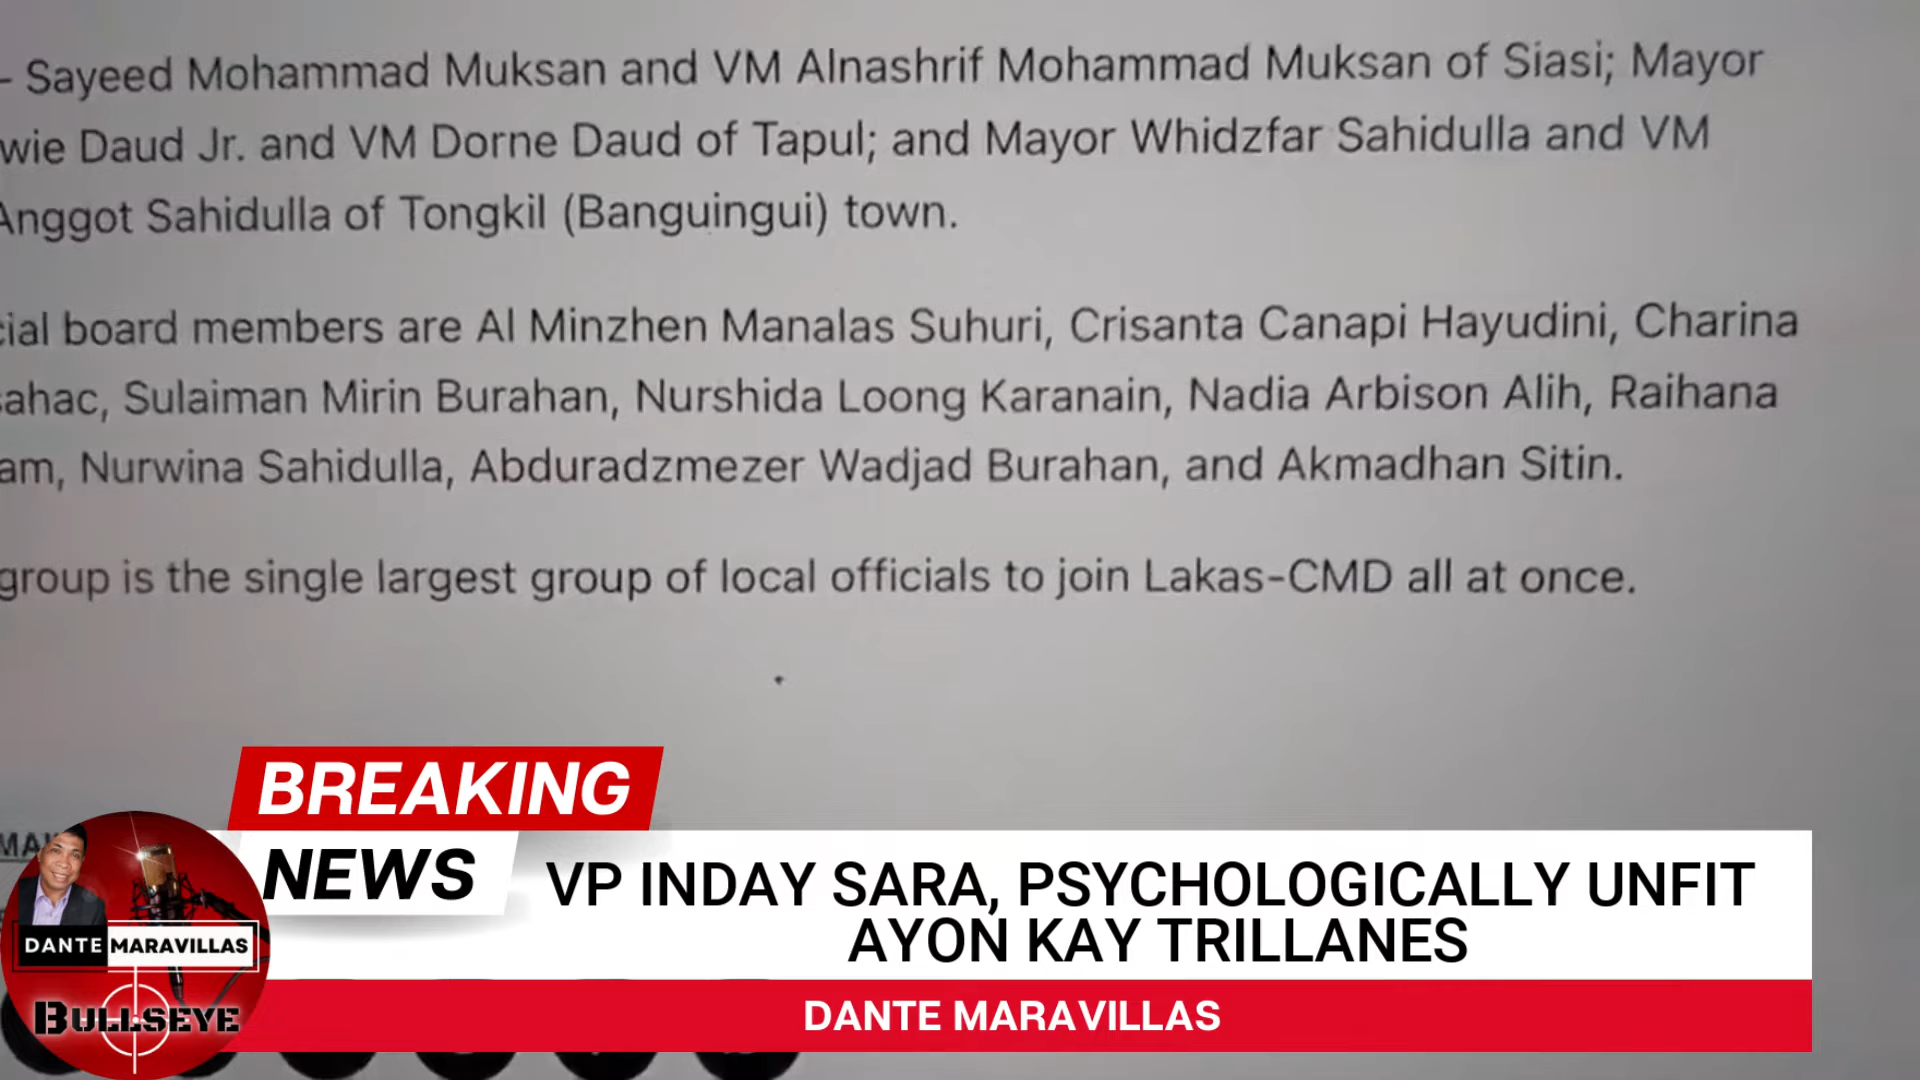 - Sayeed Mohammad Muksan and VM Alnashrif Mohammad Muksan of Siasi; Mayor
wie Daud Jr. and VM Dorne Daud of Tapul; and Mayor Whidzfar Sahidulla and VM
Anggot Sahidulla of Tongkil (Banguingui) town.
cial board members are Al Minzhen Manalas Suhuri, Crisanta Canapi Hayudini, Charina
sahac, Sulaiman Mirin Burahan, Nurshida Loong Karanain, Nadia Arbison Alih, Raihana
am, Nurwina Sahidulla, Abduradzmezer Wadjad Burahan, and Akmadhan Sitin.
group is the single largest group of local officials to join Lakas-CMD all at once.
BREAKING
NEWS
VP INDAY SARA, PSYCHOLOGICALLY UNFIT
AYON KAY TRILLANES
DANTE MARAVILLAS
DANTE MARAVILLAS
BULLSEYE